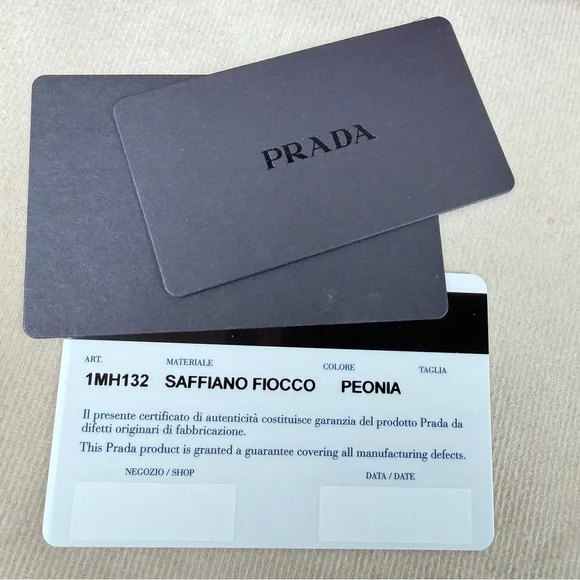 PRADA
ART. MATERIALE COLORE TAGLIA
1MH132 SAFFIANO FIOCCO PEONIA
Il presente certificato di autenticità costituisce garanzia del prodotto Prada da
difetti originari di fabbricazione.
This Prada product is granted a guarantee covering all manufacturing defects.
NEGOZIO / SHOP DATA / DATE